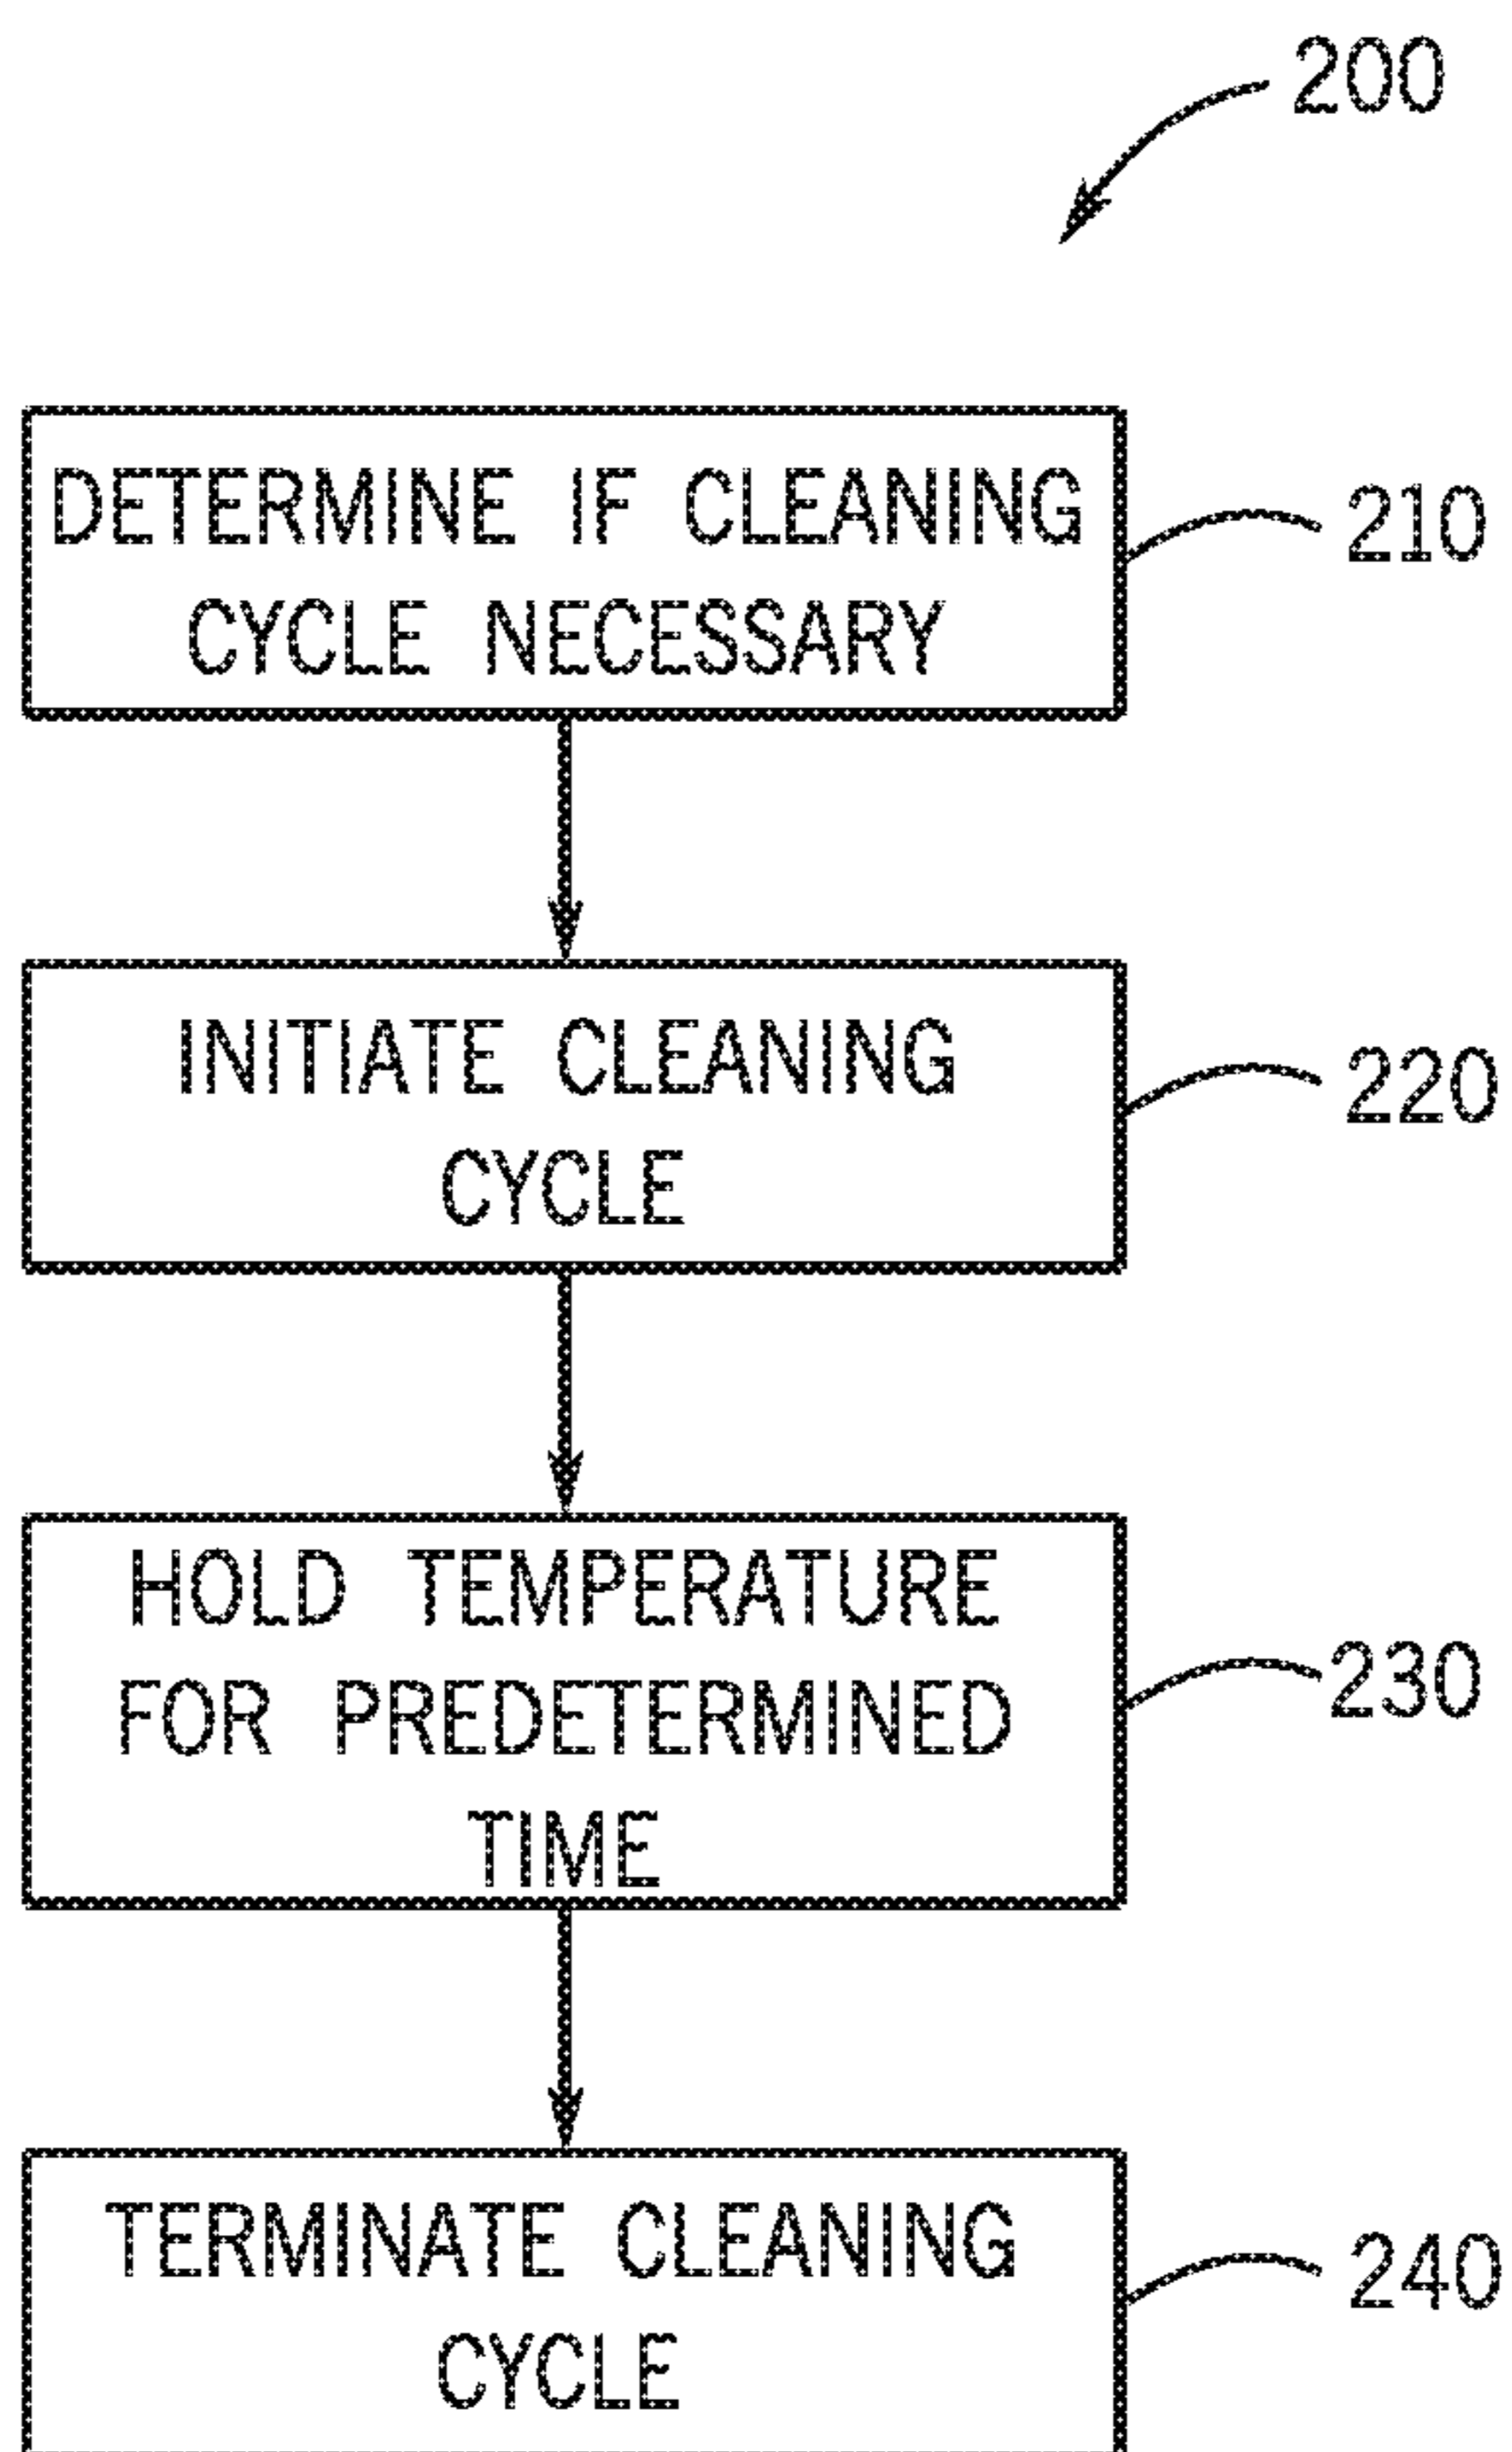 200
DETERMINE IF CLEANING
CYCLE NECESSARY
210
INITIATE CLEANING
CYCLE
220
HOLD TEMPERATURE
FOR PREDETERMINED
TIME
230
TERMINATE CLEANING
CYCLE
240